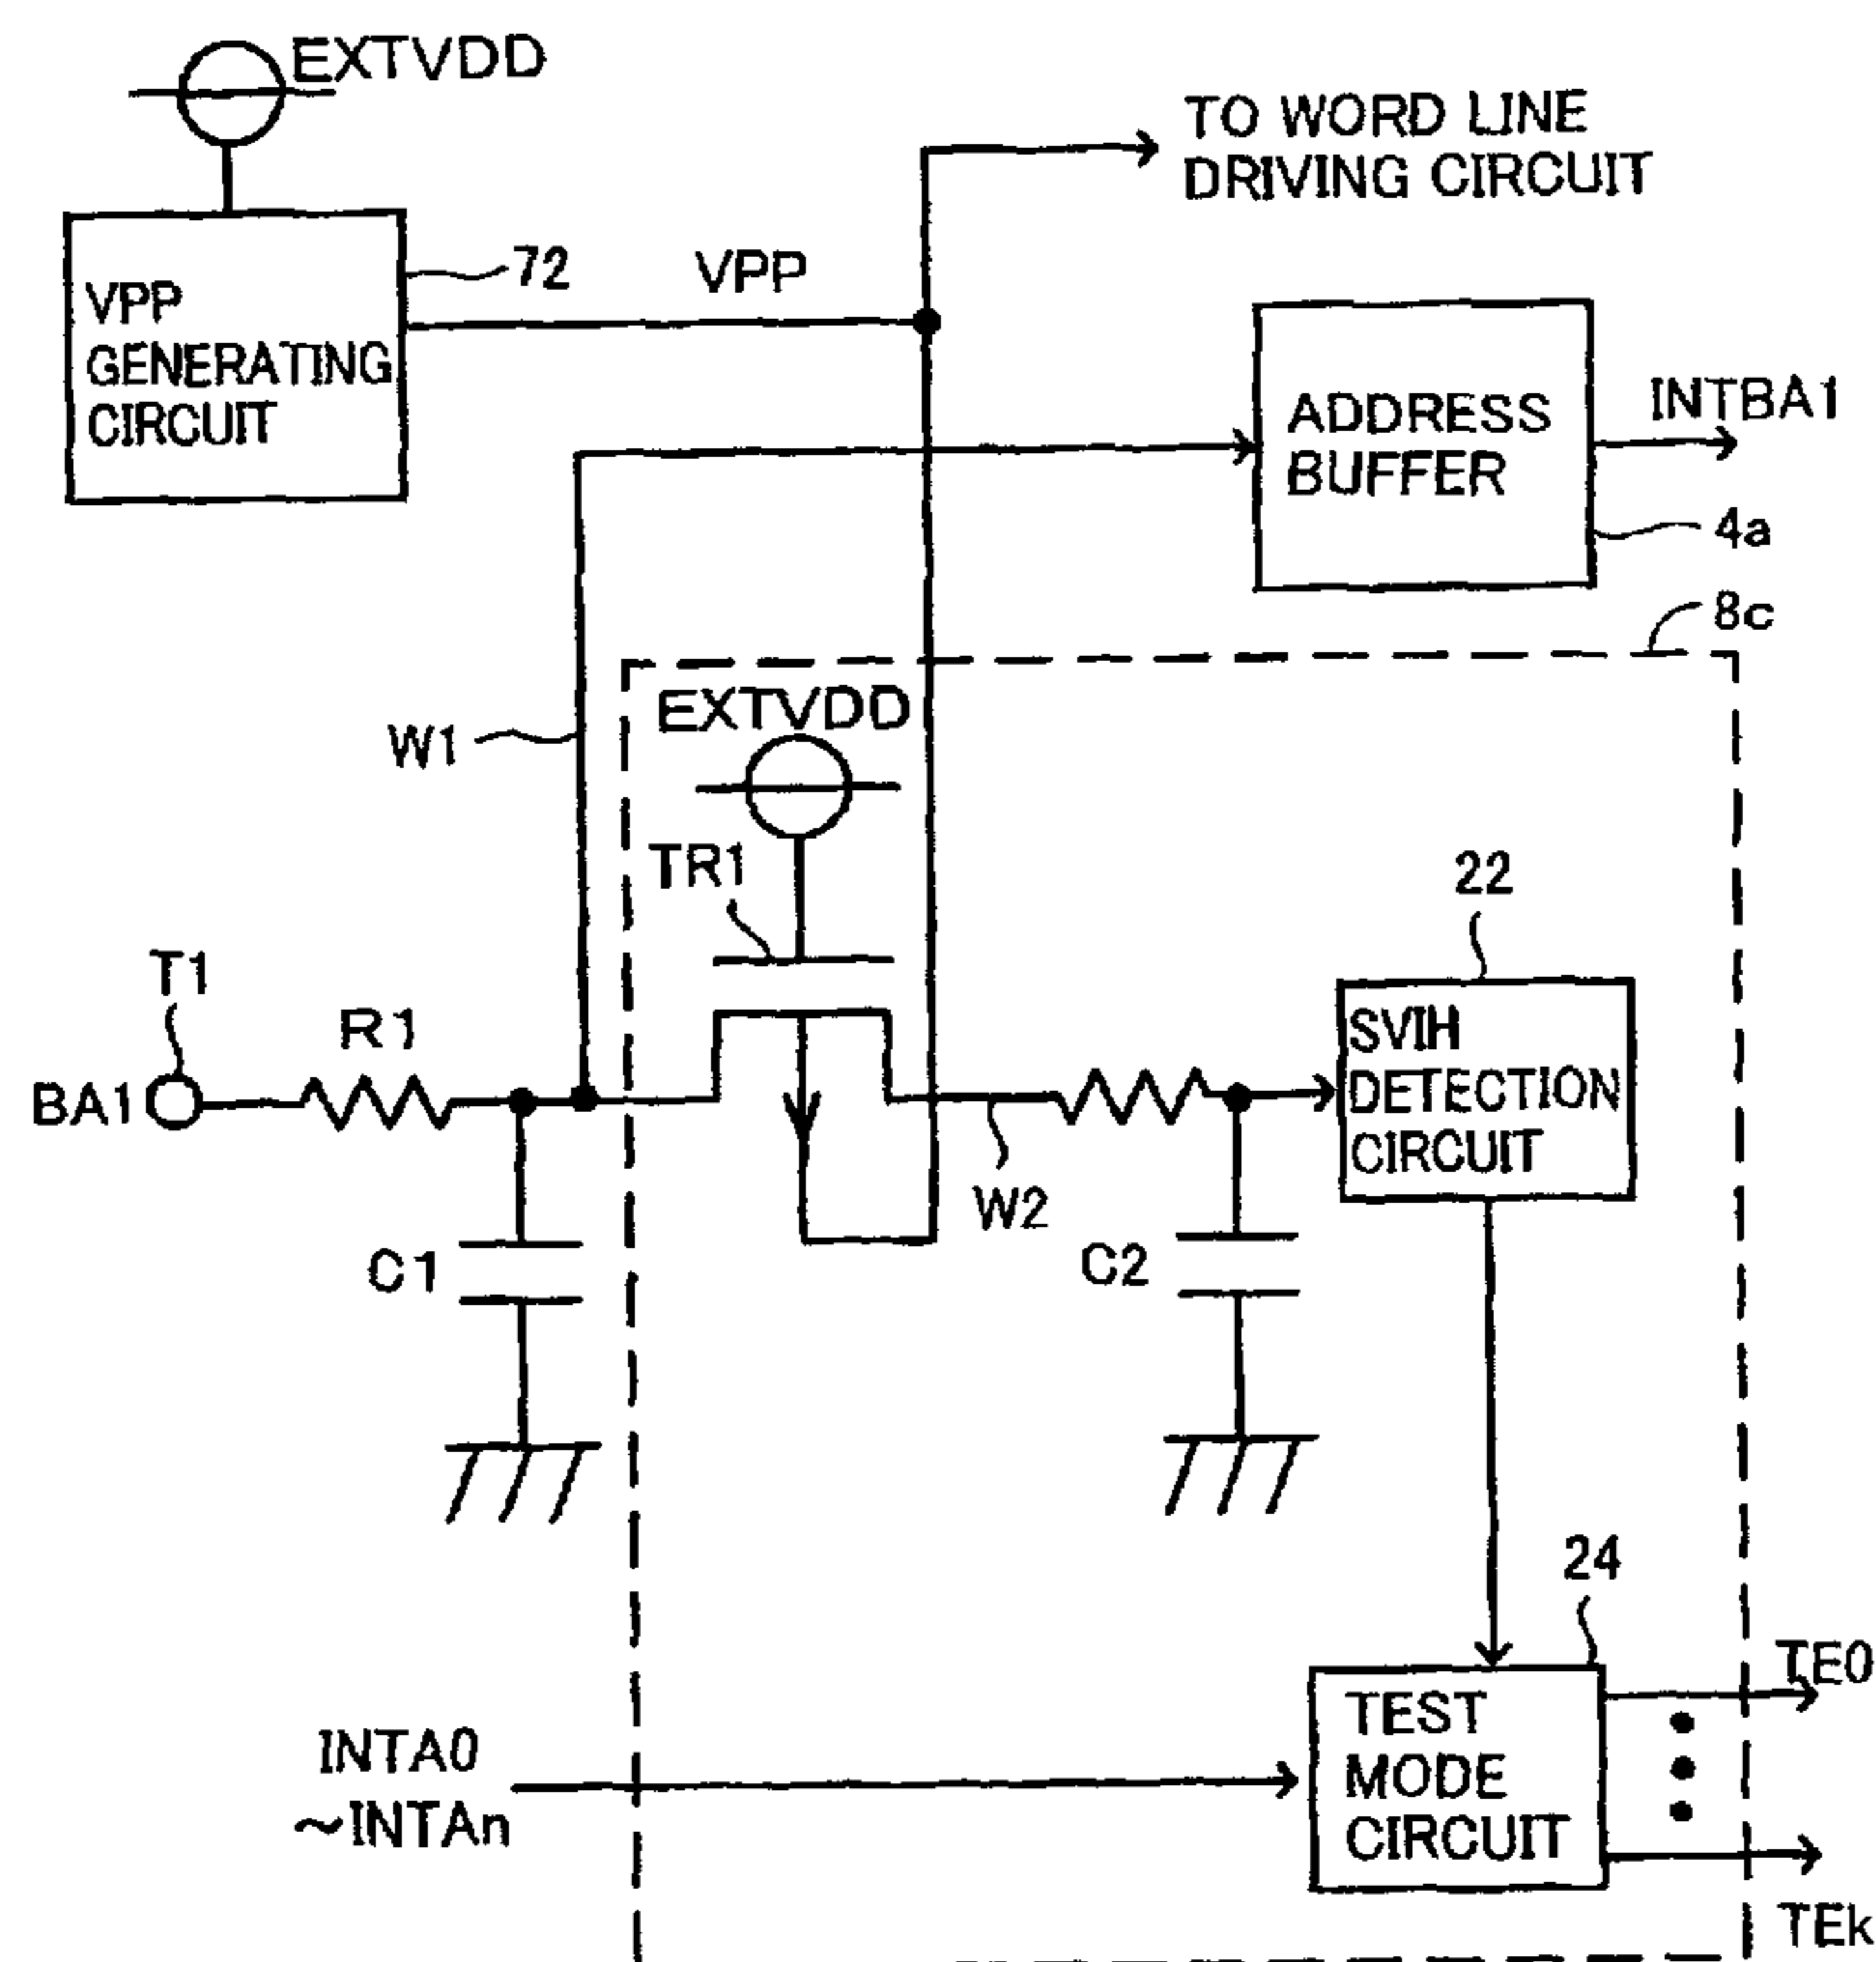 EXTVDD
TO WORD LINE
DRIVING CIRCUIT
72
VPP
VPP
GENERATING
CIRCUIT
ADDRESS
BUFFER
INTBA1
4a
8c
W1
EXTVDD
TR1
22
T1
R1
BA1
SVIH
DETECTION
CIRCUIT
W2
C1
C2
24
TE0
TEST
MODE
CIRCUIT
INTA0
~INTAn
TEk